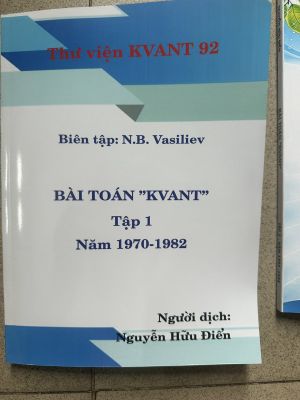 Thư viện KVANT 92
Biên tập: N.B. Vasiliev
BÀI TOÁN ”KVANT”
Tập 1
Năm 1970-1982
Người dịch:
Nguyễn Hữu Điển